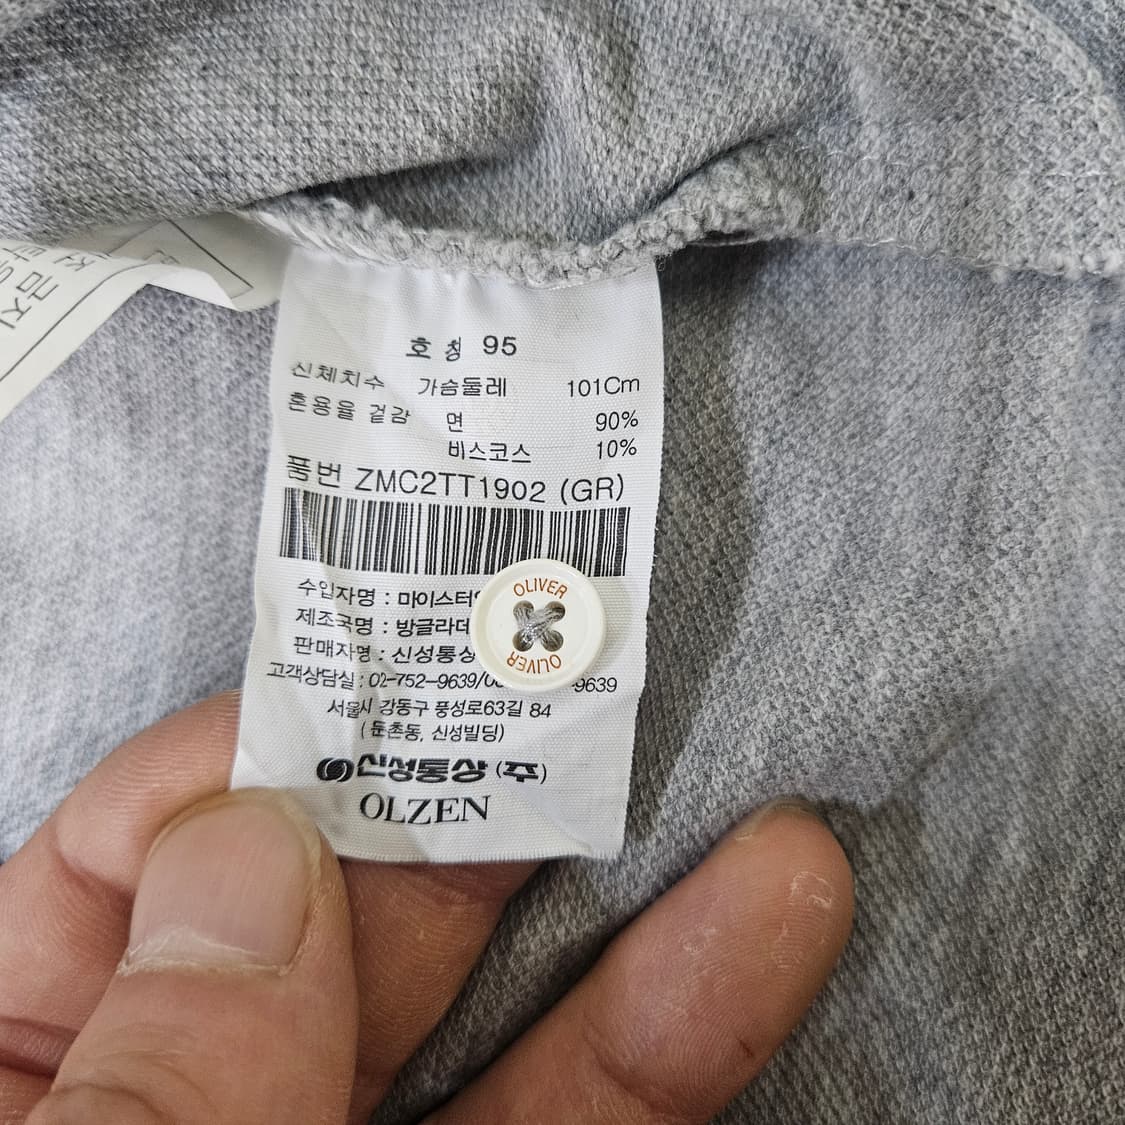 호칭 95
신체치수 가슴둘레 101Cm
혼용율 겉감 면 90%
비스코스 10%
품번 ZMC2TT1902 (GR)
수입자명 : 마이스터
제조국명 : 방글라데
판매자명 : 신성통상
고객상담실 : 02-752-9639/ -9639
서울시 강동구 풍성로63길 84
(둔촌동, 신성빌딩)
신성통상 (주)
OLZEN
OLIVER
OLIVER
금지